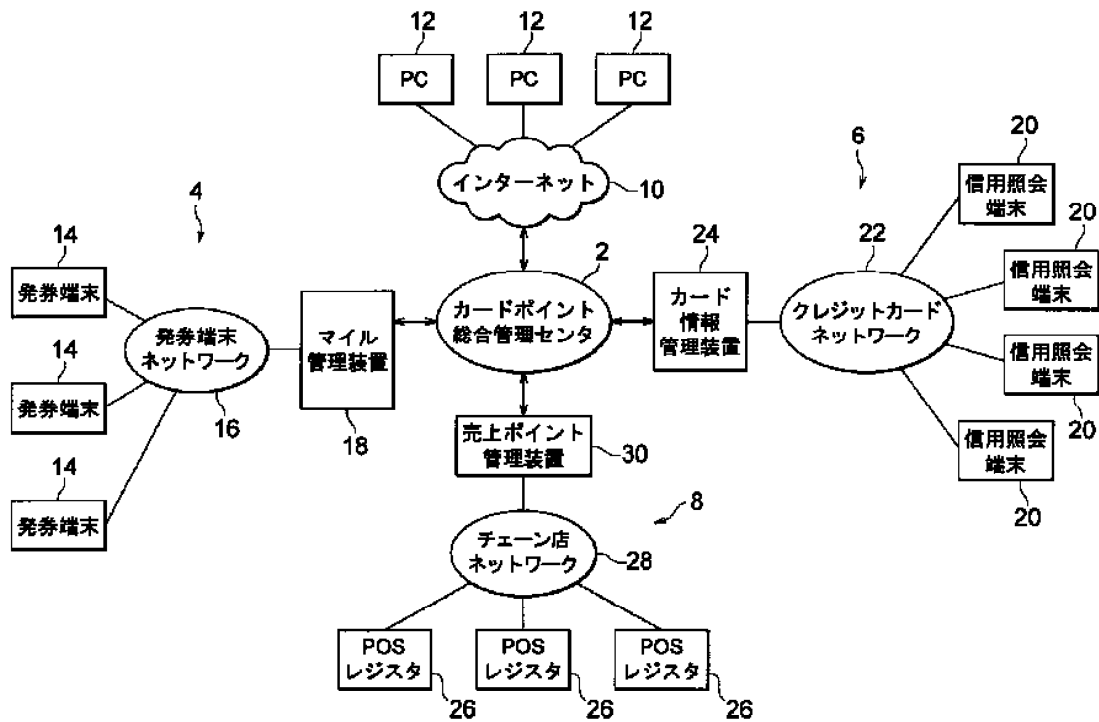 12
12
12
PC
PC
PC
インターネット
10
6
20
信用照会
端末
4
2
24
22
20
信用照会
端末
14
発券端末
発券端末
ネットワーク
16
マイル
管理装置
18
カードポイント
総合管理センタ
カード
情報
管理装置
クレジットカード
ネットワーク
信用照会
端末
20
14
発券端末
売上ポイント
管理装置
30
信用照会
端末
20
14
発券端末
8
チェーン店
ネットワーク
28
POS
レジスタ
26
POS
レジスタ
26
POS
レジスタ
26